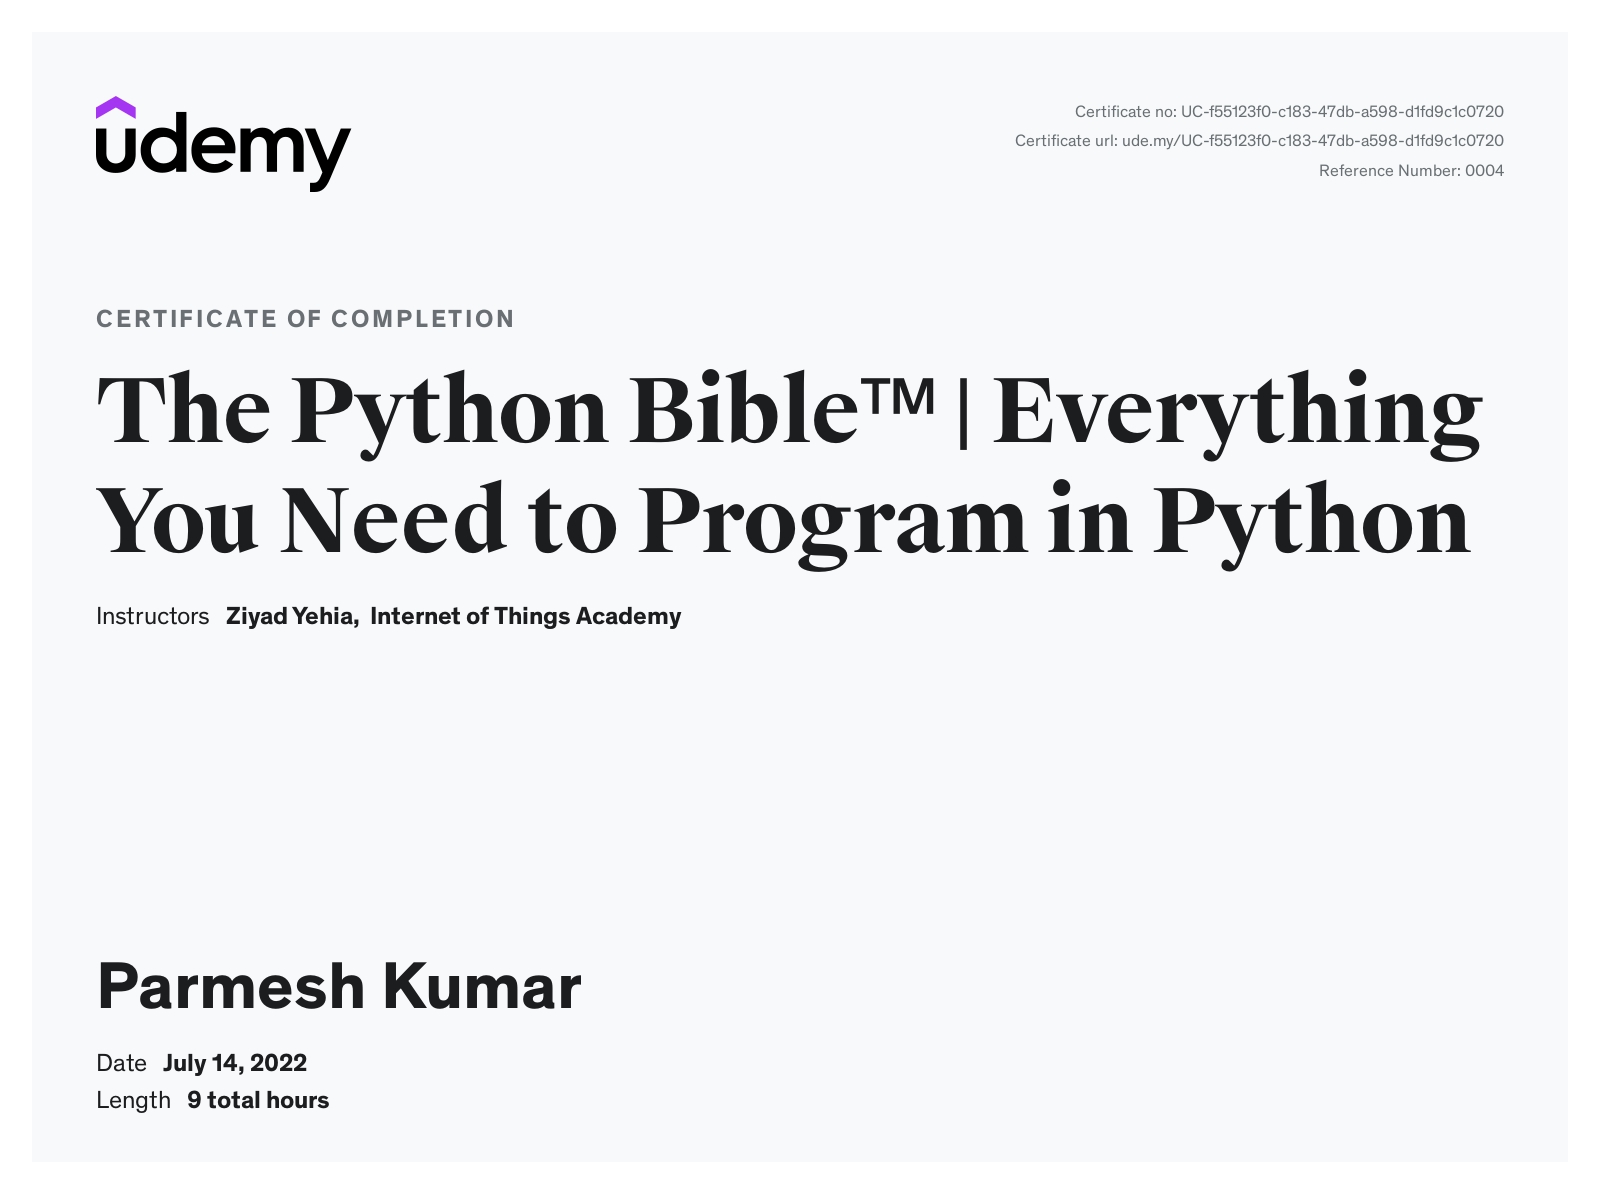 udemy
Certificate no: UC-f55123f0-c183-47db-a598-d1fd9c1c0720
Certificate url: ude.my/UC-f55123f0-c183-47db-a598-d1fd9c1c0720
Reference Number: 0004
CERTIFICATE OF COMPLETION
The Python Bible™ | Everything
You Need to Program in Python
Instructors Ziyad Yehia, Internet of Things Academy
Parmesh Kumar
Date July 14, 2022
Length 9 total hours